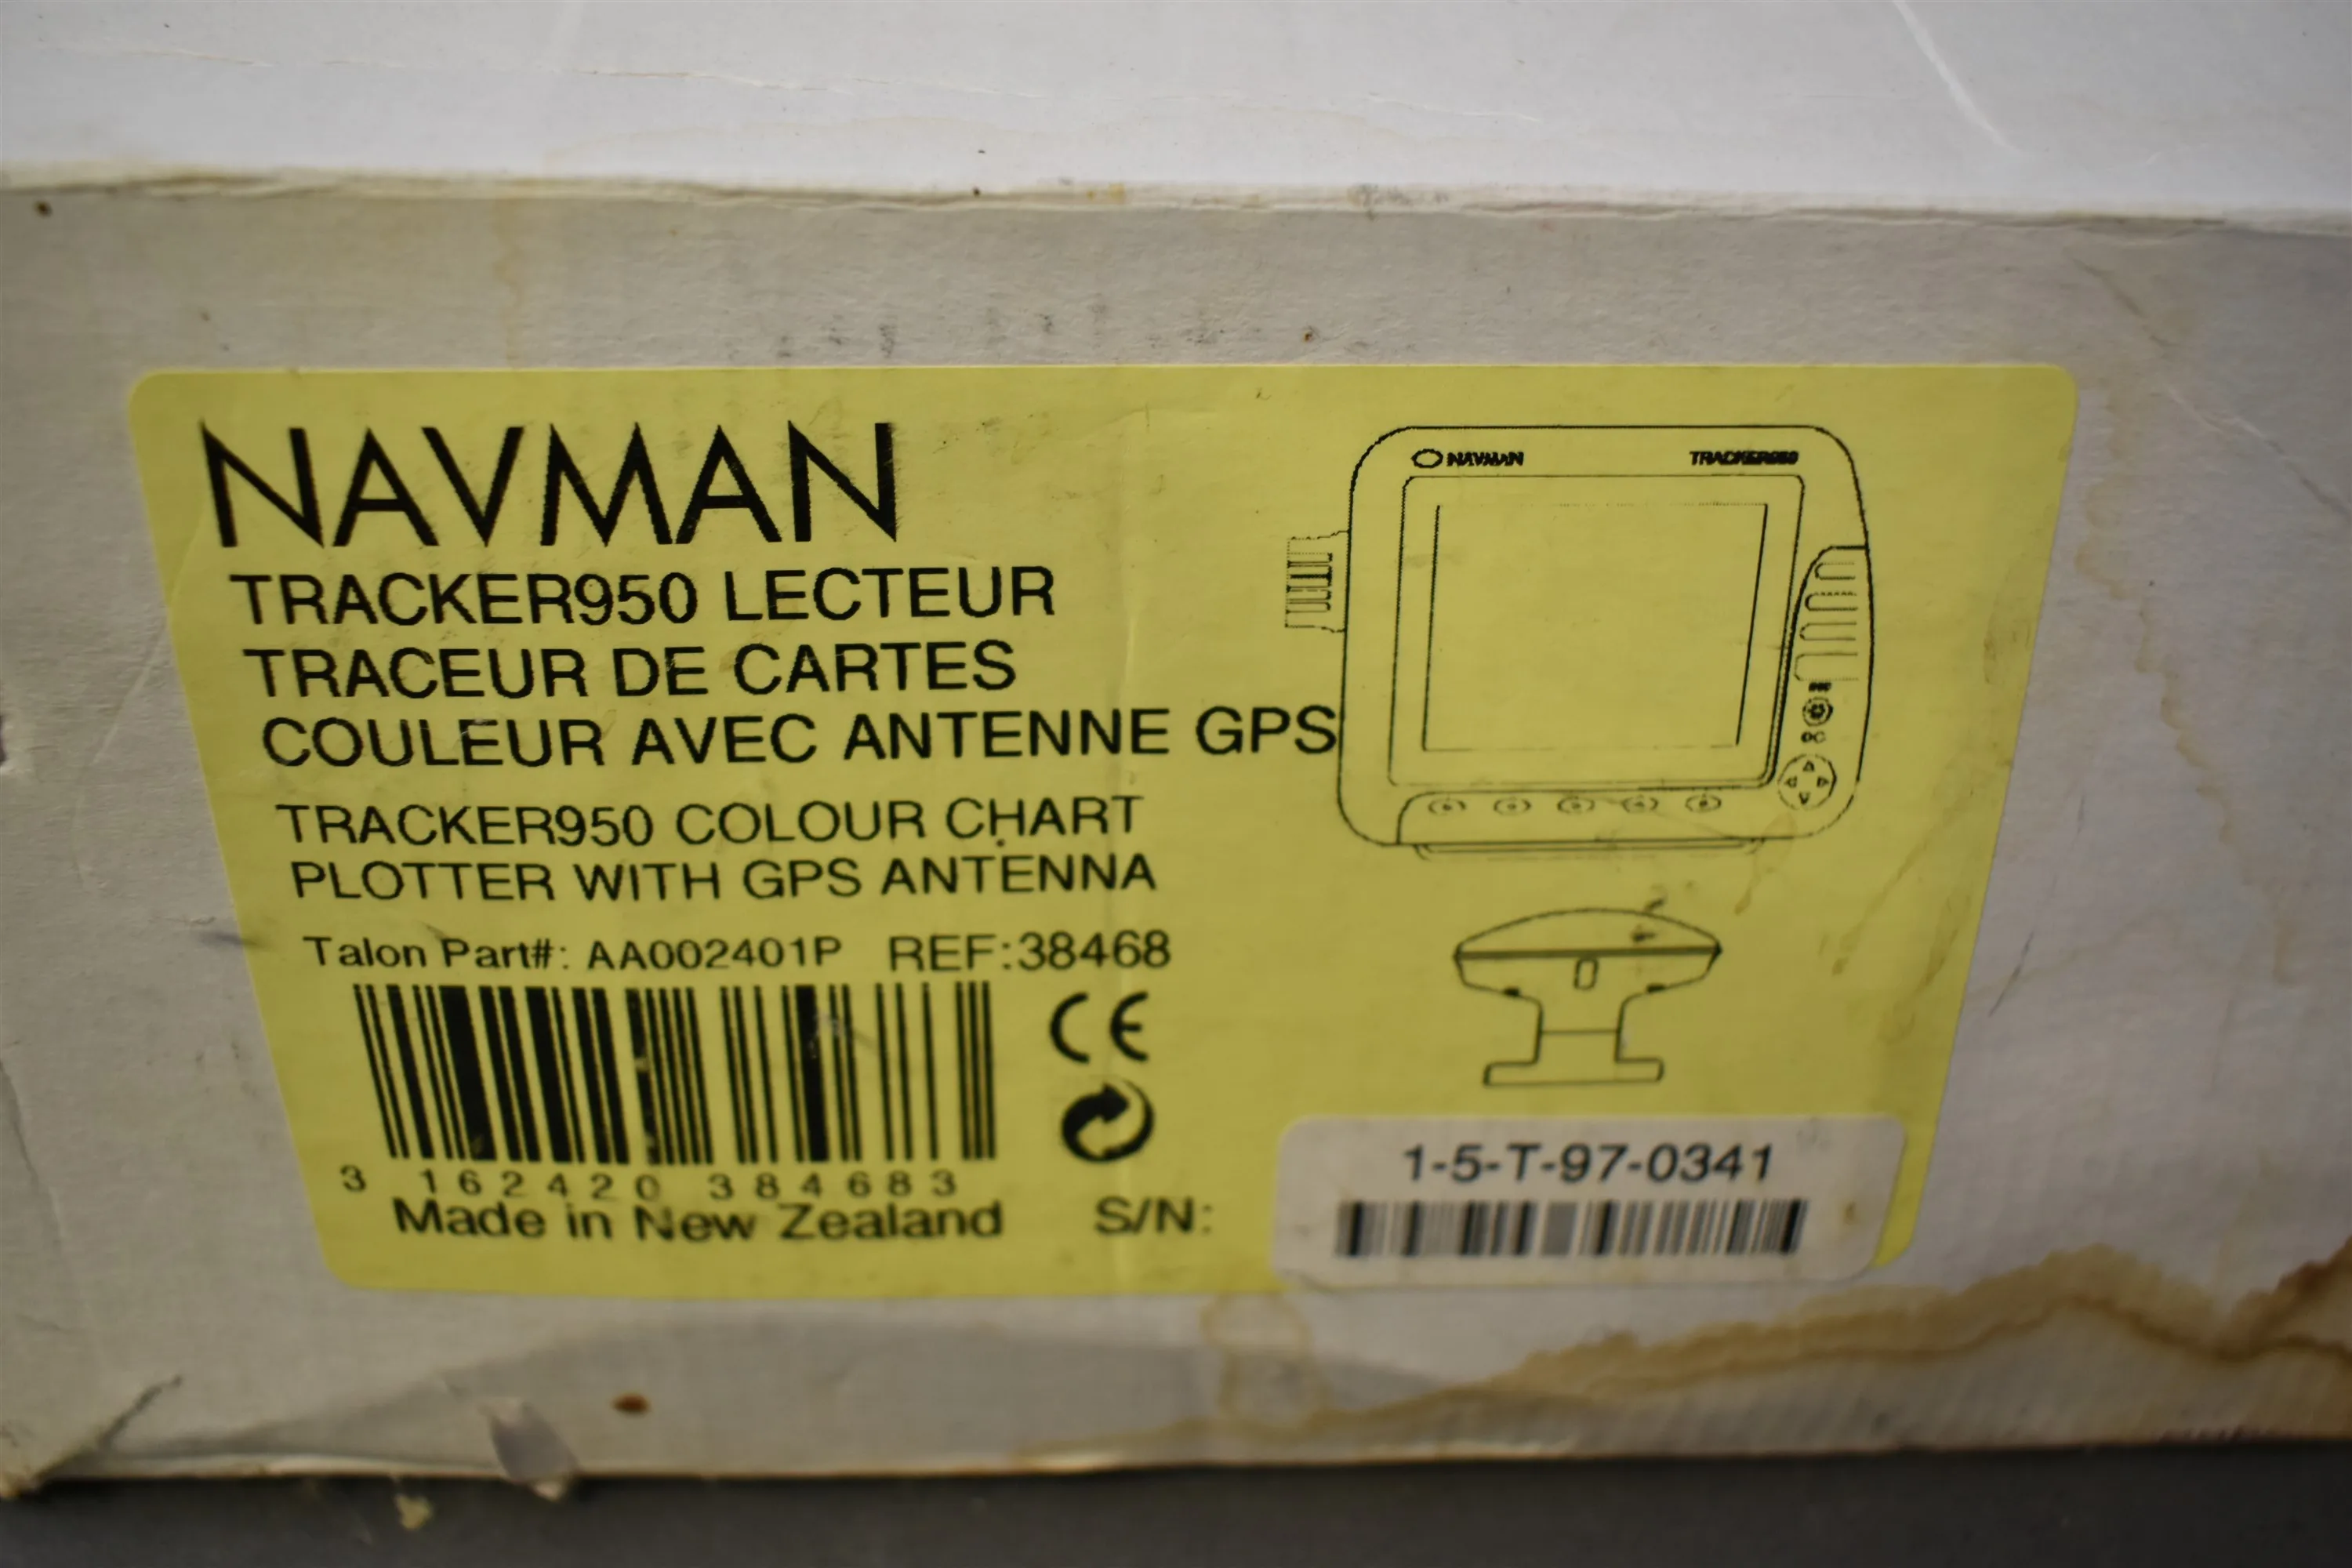 NAVMAN
TRACKER950 LECTEUR
TRACEUR DE CARTES
COULEUR AVEC ANTENNE GPS
TRACKER950 COLOUR CHART
PLOTTER WITH GPS ANTENNA
Talon Part#: AA002401P REF:38468
CE
3 162420 384683
Made in New Zealand
S/N:
1-5-T-97-0341
NAVMAN TRACKER950